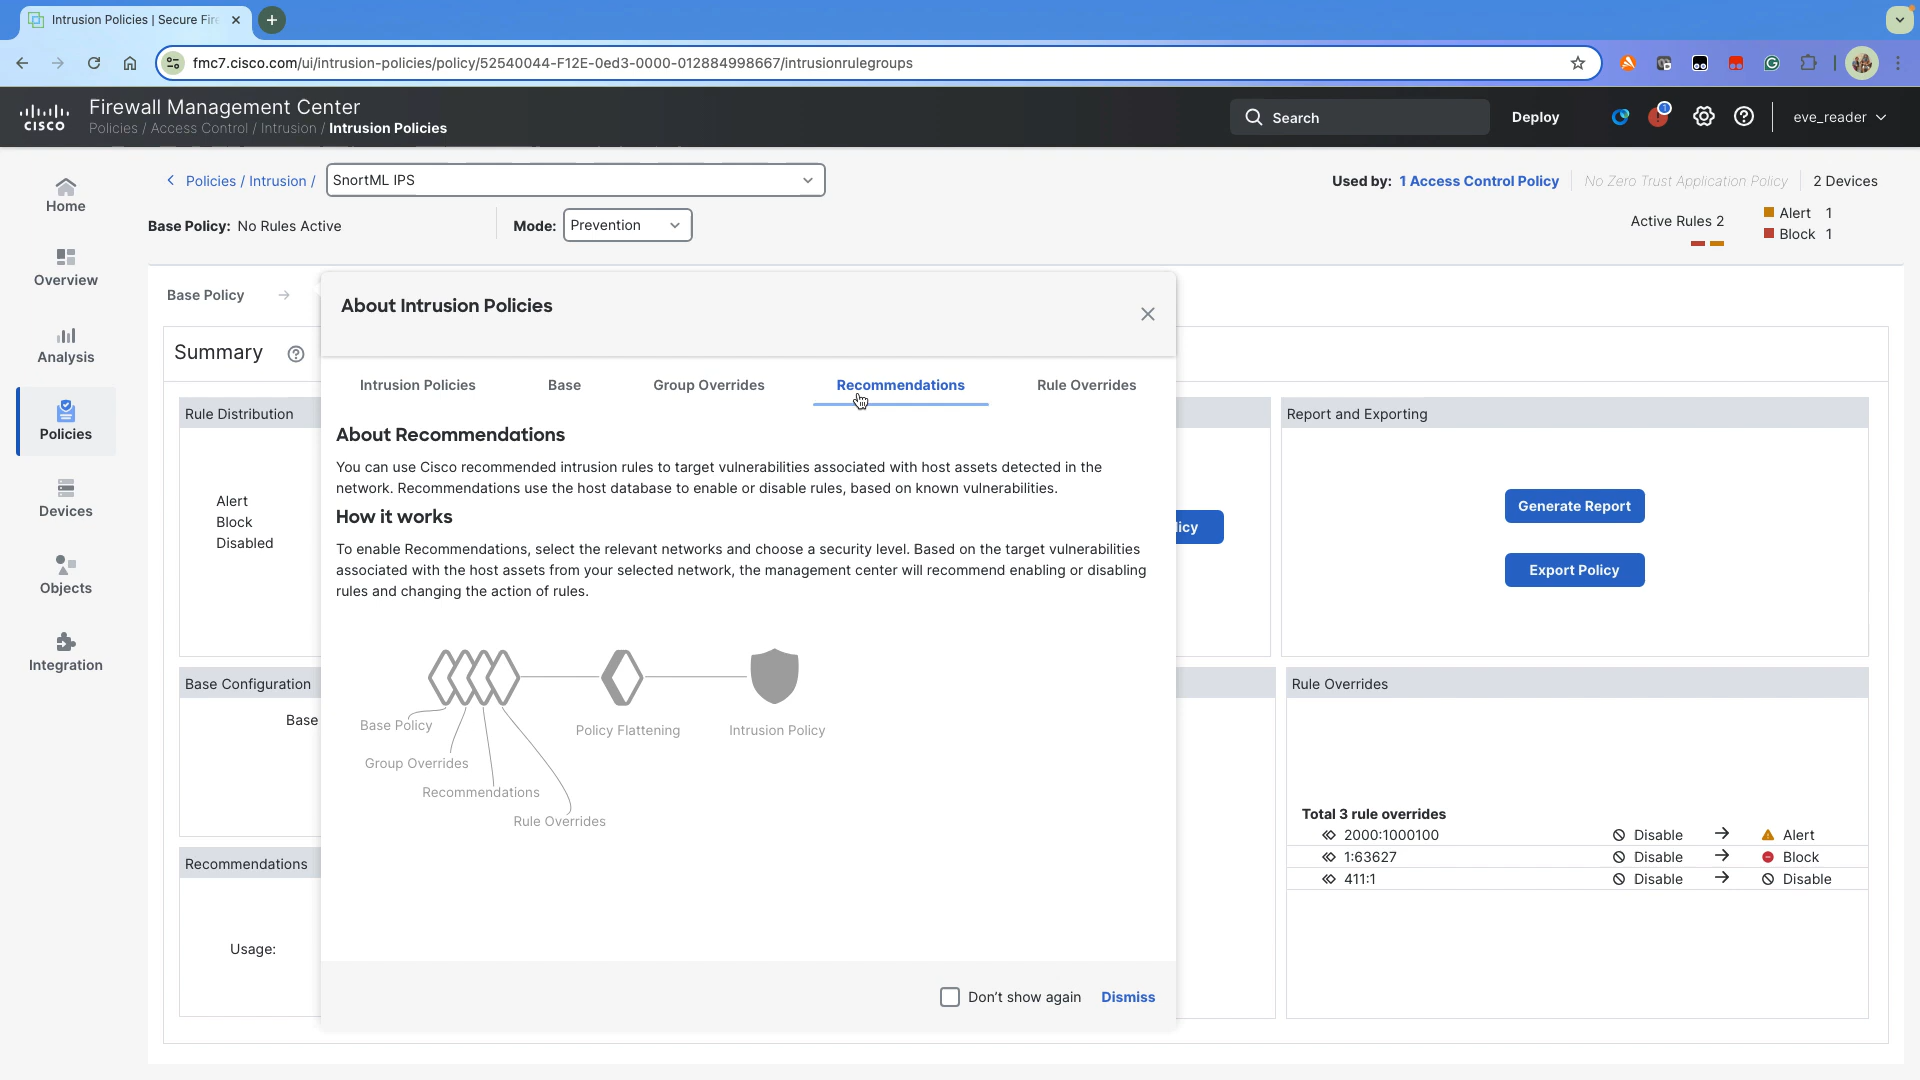 Intrusion Policies | Secure Fir
fmc7.cisco.com/ui/intrusion-policies/policy/52540044-F12E-0ed3-0000-012884998667/intrusionrulegroups
CISCO
Firewall Management Center
Policies / Access Control / Intrusion / Intrusion Policies
Search
Deploy
1
eve_reader
Home
Overview
Analysis
Policies
Devices
Objects
Integration
Policies / Intrusion /
SnortML IPS
Used by: 1 Access Control Policy
No Zero Trust Application Policy
2 Devices
Base Policy: No Rules Active
Mode: Prevention
Active Rules 2
Alert 1
Block 1
Base Policy →
Summary
Rule Distribution
Alert
Block
Disabled
Base Configuration
Base
Recommendations
Usage:
About Intrusion Policies
Intrusion Policies
Base
Group Overrides
Recommendations
Rule Overrides
About Recommendations
You can use Cisco recommended intrusion rules to target vulnerabilities associated with host assets detected in the
network. Recommendations use the host database to enable or disable rules, based on known vulnerabilities.
How it works
To enable Recommendations, select the relevant networks and choose a security level. Based on the target vulnerabilities
associated with the host assets from your selected network, the management center will recommend enabling or disabling
rules and changing the action of rules.
Base Policy
Group Overrides
Recommendations
Rule Overrides
Policy Flattening
Intrusion Policy
Don't show again
Dismiss
licy
Report and Exporting
Generate Report
Export Policy
Rule Overrides
Total 3 rule overrides
2000:1000100 Disable → Alert
1:63627 Disable → Block
411:1 Disable → Disable